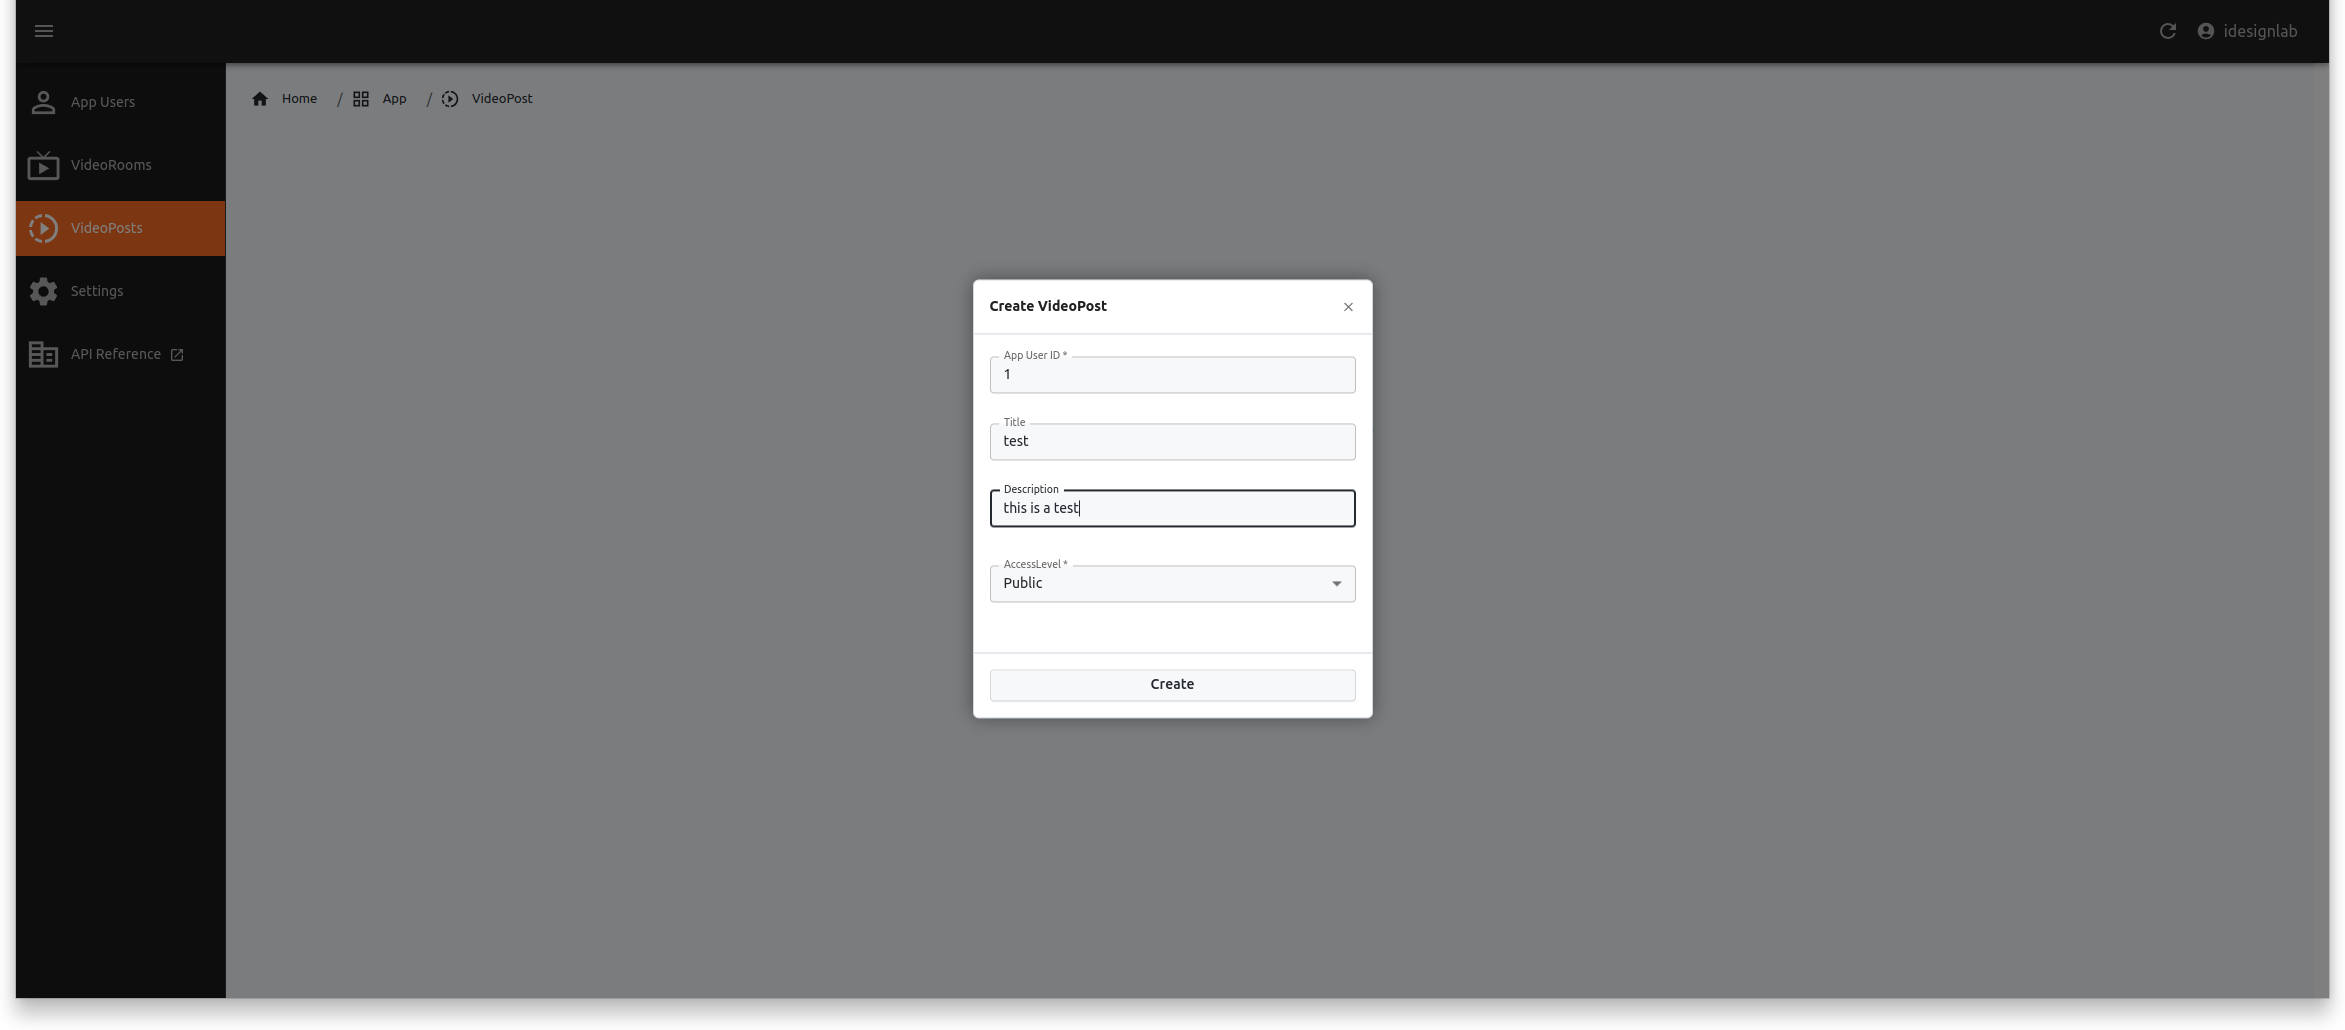 idesignlab
App Users
VideoRooms
VideoPosts
Settings
API Reference
Home / App / VideoPost
Create VideoPost
App User ID *
1
Title
test
Description
this is a test
AccessLevel *
Public
Create